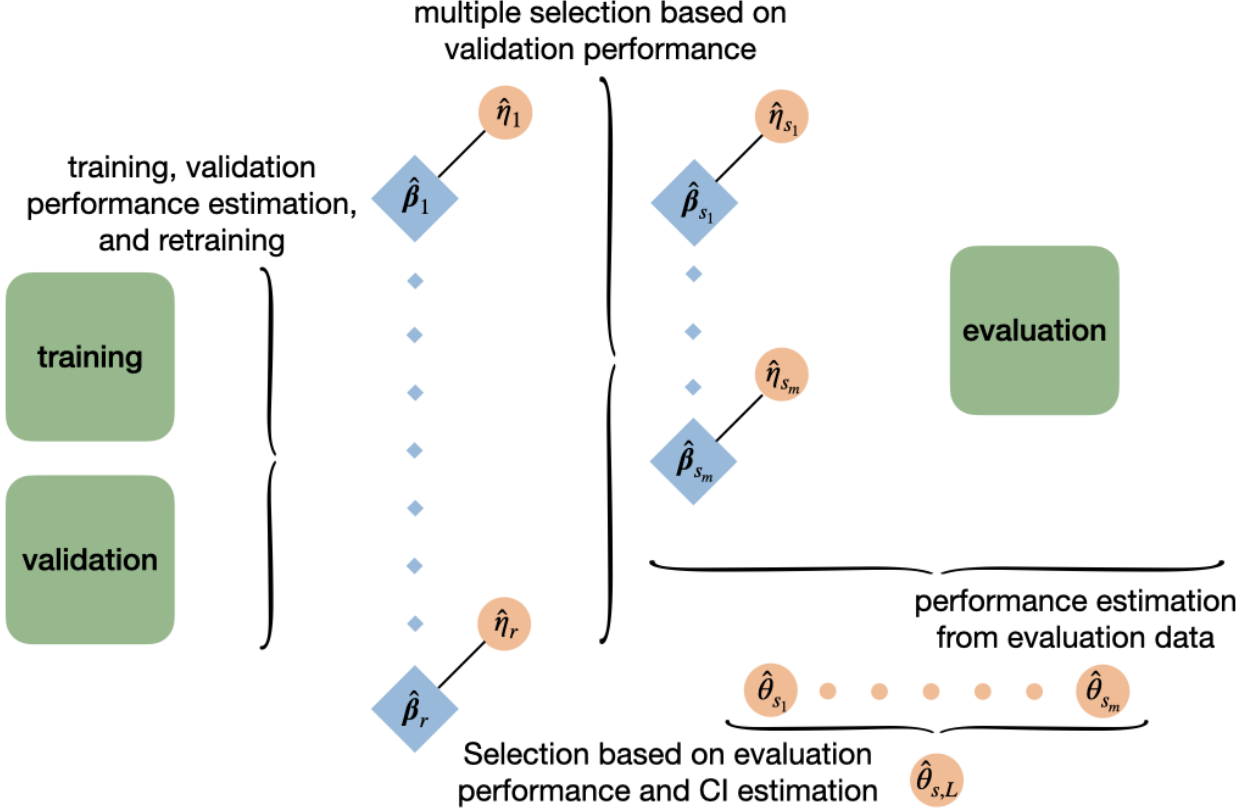 multiple selection based on
validation performance
η̂₁
η̂ₛ₁
training, validation
performance estimation,
and retraining
β̂₁
β̂ₛ₁
training
evaluation
η̂ₛₘ
β̂ₛₘ
validation
performance estimation
from evaluation data
η̂ᵣ
β̂ᵣ
θ̂ₛ₁
θ̂ₛₘ
Selection based on evaluation
performance and CI estimation
θ̂_{s,L}